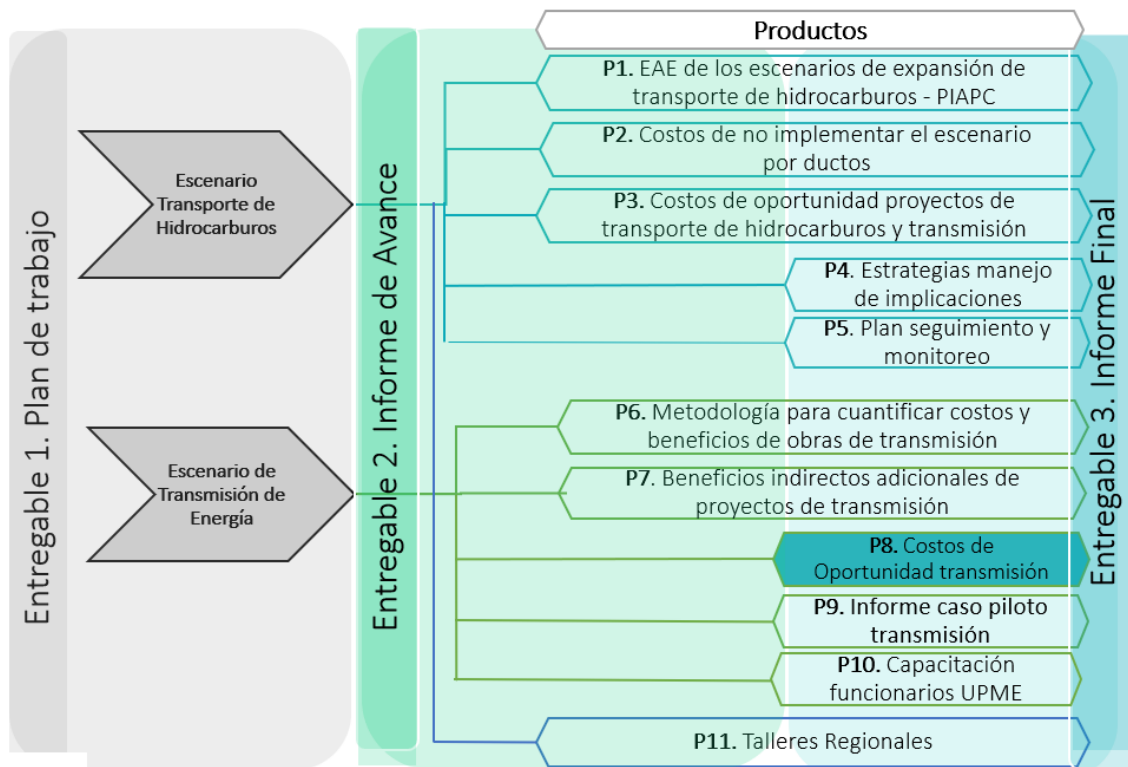 Entregable 1. Plan de trabajo
Escenario
Transporte de
Hidrocarburos
Escenario de
Transmisión de
Energía
Entregable 2. Informe de Avance
Productos
P1. EAE de los escenarios de expansión de
transporte de hidrocarburos - PIAPC
P2. Costos de no implementar el escenario
por ductos
P3. Costos de oportunidad proyectos de
transporte de hidrocarburos y transmisión
P4. Estrategias manejo
de implicaciones
P5. Plan seguimiento y
monitoreo
P6. Metodología para cuantificar costos y
beneficios de obras de transmisión
P7. Beneficios indirectos adicionales de
proyectos de transmisión
P8. Costos de
Oportunidad transmisión
P9. Informe caso piloto
transmisión
P10. Capacitación
funcionarios UPME
P11. Talleres Regionales
Entregable 3. Informe Final